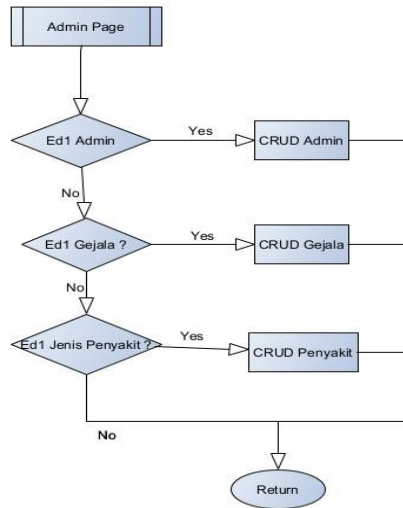 Admin Page
Ed1 Admin
Yes
CRUD Admin
No
Ed1 Gejala ?
Yes
CRUD Gejala
No
Ed1 Jenis Penyakit ?
Yes
CRUD Penyakit
No
Return